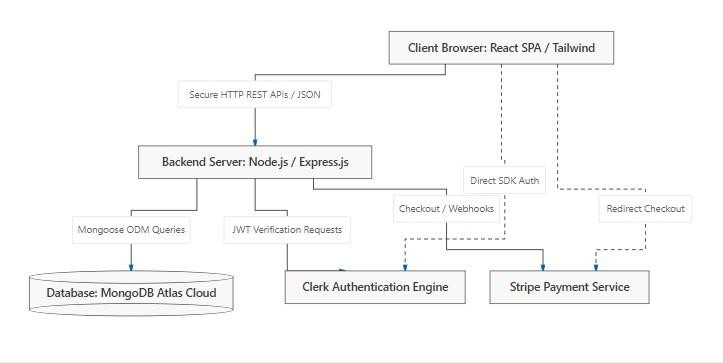 Client Browser: React SPA / Tailwind
Secure HTTP REST APIs / JSON
Backend Server: Node.js / Express.js
Direct SDK Auth
Checkout / Webhooks
Redirect Checkout
Mongoose ODM Queries
JWT Verification Requests
Database: MongoDB Atlas Cloud
Clerk Authentication Engine
Stripe Payment Service